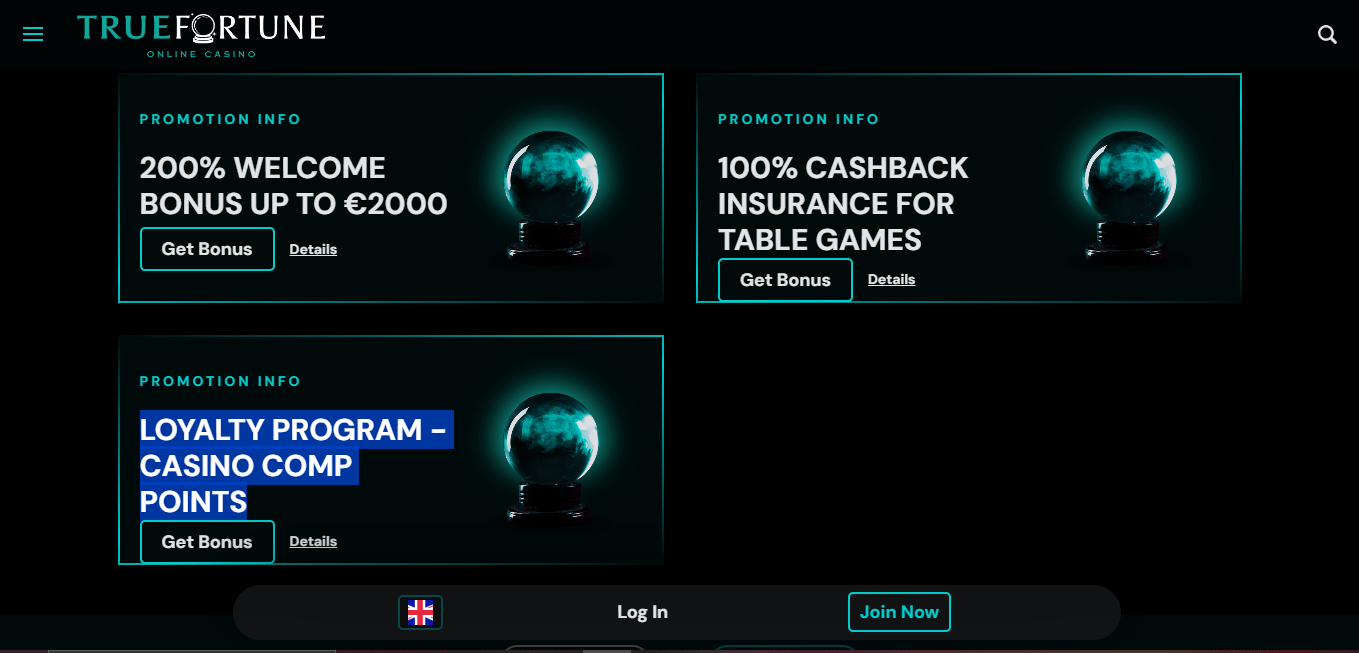 TRUEFORTUNE
ONLINE CASINO
PROMOTION INFO
200% WELCOME
BONUS UP TO €2000
Get Bonus Details
PROMOTION INFO
100% CASHBACK
INSURANCE FOR
TABLE GAMES
Get Bonus Details
PROMOTION INFO
LOYALTY PROGRAM –
CASINO COMP
POINTS
Get Bonus Details
Log In Join Now